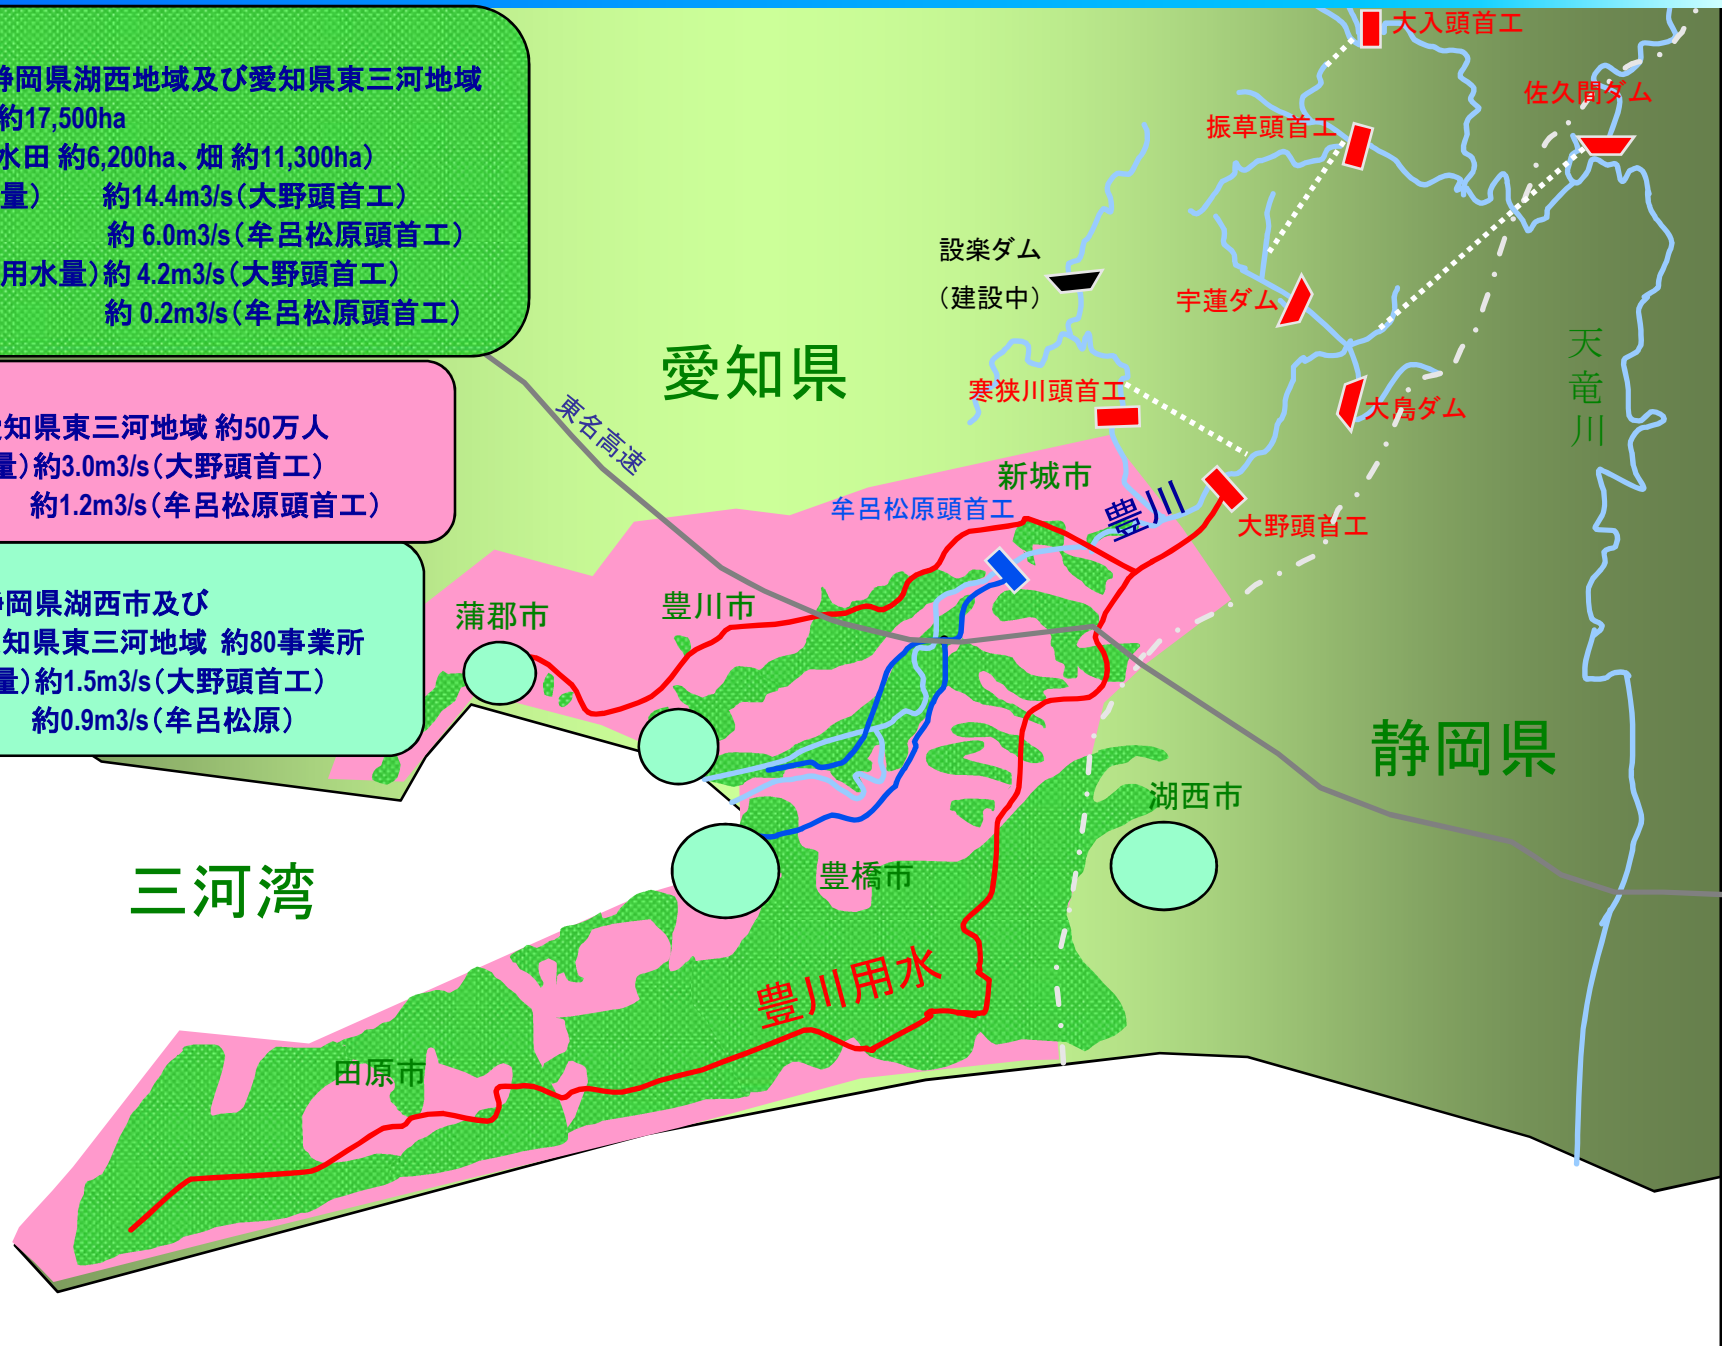 静岡県湖西地域及び愛知県東三河地域
約17,500ha
水田 約6,200ha、畑 約11,300ha）
量） 約14.4m3/s（大野頭首工）
約 6.0m3/s（牟呂松原頭首工）
用水量）約 4.2m3/s（大野頭首工）
約 0.2m3/s（牟呂松原頭首工）
愛知県東三河地域 約50万人
量）約3.0m3/s（大野頭首工）
約1.2m3/s（牟呂松原頭首工）
静岡県湖西市及び
愛知県東三河地域 約80事業所
量）約1.5m3/s（大野頭首工）
約0.9m3/s（牟呂松原）
大入頭首工
佐久間ダム
振草頭首工
設楽ダム
（建設中）
宇蓮ダム
天竜川
愛知県
寒狭川頭首工
大島ダム
東名高速
新城市
牟呂松原頭首工
豊川
大野頭首工
蒲郡市
豊川市
静岡県
湖西市
三河湾
豊橋市
豊川用水
田原市